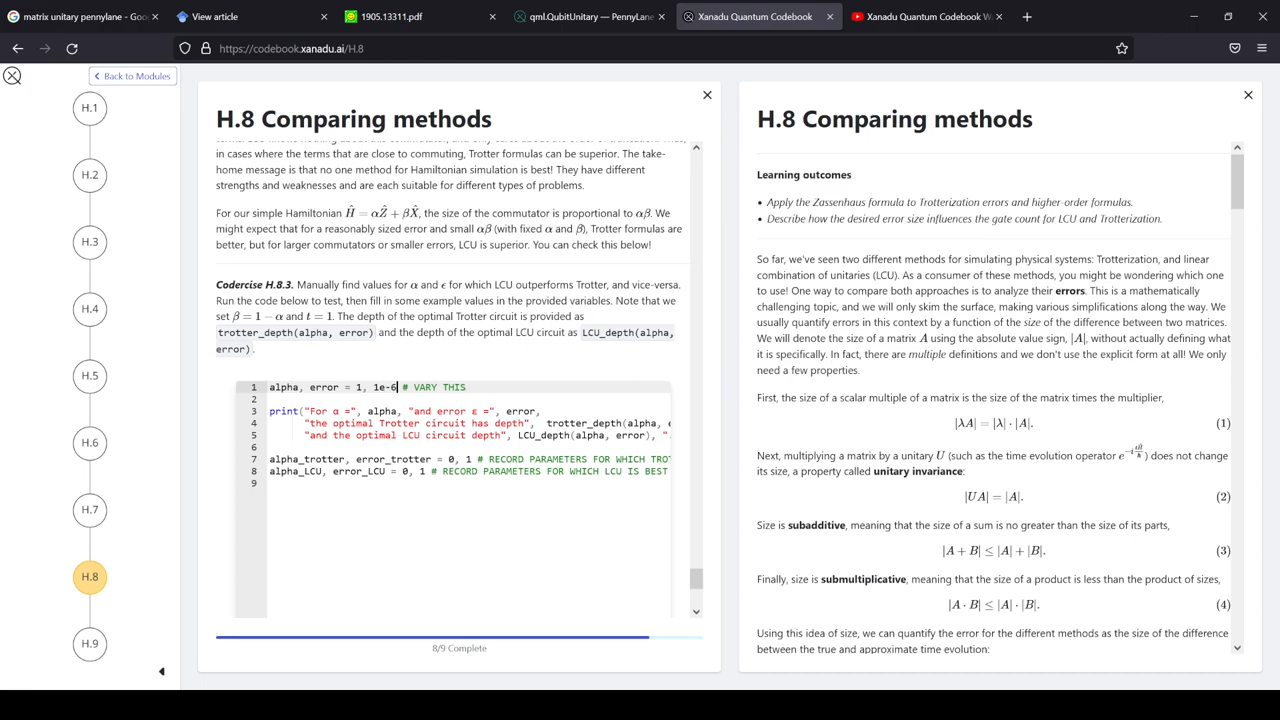 matrix unitary pennylane - Goo
View article
1905.13311.pdf
qml.QubitUnitary — PennyLane
Xanadu Quantum Codebook
Xanadu Quantum Codebook Wa
https://codebook.xanadu.ai/H.8
Back to Modules
H.1
H.2
H.3
H.4
H.5
H.6
H.7
H.8
H.9
H.8 Comparing methods
in cases where the terms that are close to commuting, Trotter formulas can be superior. The take-
home message is that no one method for Hamiltonian simulation is best! They have different
strengths and weaknesses and are each suitable for different types of problems.
For our simple Hamiltonian Ĥ = αẐ + βX̂, the size of the commutator is proportional to αβ. We
might expect that for a reasonably sized error and small αβ (with fixed α and β), Trotter formulas are
better, but for larger commutators or smaller errors, LCU is superior. You can check this below!
Codercise H.8.3. Manually find values for α and ϵ for which LCU outperforms Trotter, and vice-versa.
Run the code below to test, then fill in some example values in the provided variables. Note that we
set β = 1 − α and t = 1. The depth of the optimal Trotter circuit is provided as
trotter_depth(alpha, error) and the depth of the optimal LCU circuit as LCU_depth(alpha,
error).
1 alpha, error = 1, 1e-6 # VARY THIS
2
3 print("For α =", alpha, "and error ε =", error,
4 "the optimal Trotter circuit has depth", trotter_depth(alpha, e
5 "and the optimal LCU circuit depth", LCU_depth(alpha, error), ".
6
7 alpha_trotter, error_trotter = 0, 1 # RECORD PARAMETERS FOR WHICH TROT
8 alpha_LCU, error_LCU = 0, 1 # RECORD PARAMETERS FOR WHICH LCU IS BEST
9
8/9 Complete
H.8 Comparing methods
Learning outcomes
• Apply the Zassenhaus formula to Trotterization errors and higher-order formulas.
• Describe how the desired error size influences the gate count for LCU and Trotterization.
So far, we've seen two different methods for simulating physical systems: Trotterization, and linear
combination of unitaries (LCU). As a consumer of these methods, you might be wondering which one
to use! One way to compare both approaches is to analyze their errors. This is a mathematically
challenging topic, and we will only skim the surface, making various simplifications along the way. We
usually quantify errors in this context by a function of the size of the difference between two matrices.
We will denote the size of a matrix A using the absolute value sign, |A|, without actually defining what
it is specifically. In fact, there are multiple definitions and we don't use the explicit form at all! We only
need a few properties.
First, the size of a scalar multiple of a matrix is the size of the matrix times the multiplier,
|λA| = |λ| · |A|. (1)
Next, multiplying a matrix by a unitary U (such as the time evolution operator e^{-i tĤ/ħ}) does not change
its size, a property called unitary invariance:
|UA| = |A|. (2)
Size is subadditive, meaning that the size of a sum is no greater than the size of its parts,
|A + B| ≤ |A| + |B|. (3)
Finally, size is submultiplicative, meaning that the size of a product is less than the product of sizes,
|A · B| ≤ |A| · |B|. (4)
Using this idea of size, we can quantify the error for the different methods as the size of the difference
between the true and approximate time evolution: